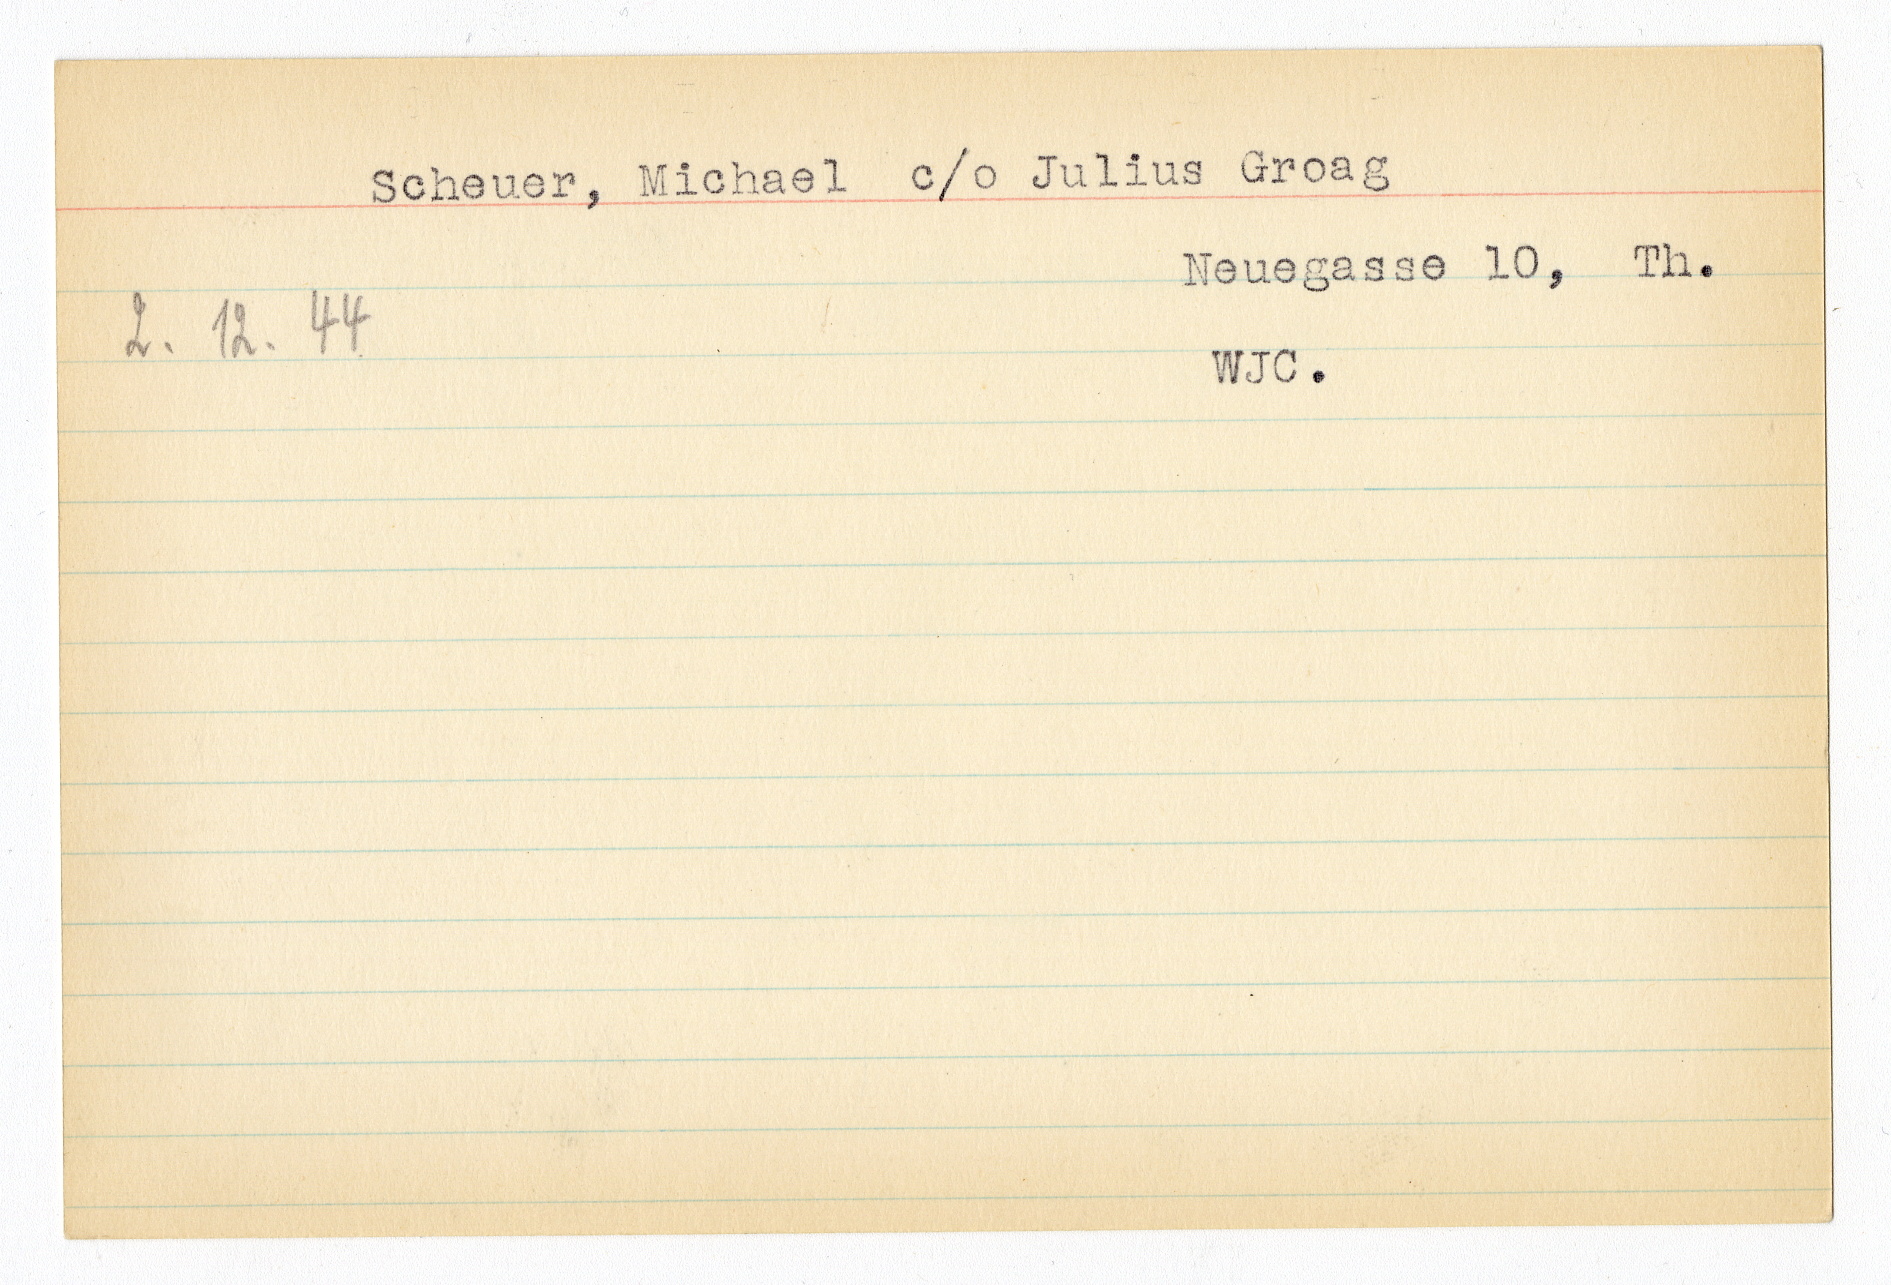 Scheuer, Michael c/o Julius Groag
Neuegasse 10, Th.
2. 12. 44
WJC.